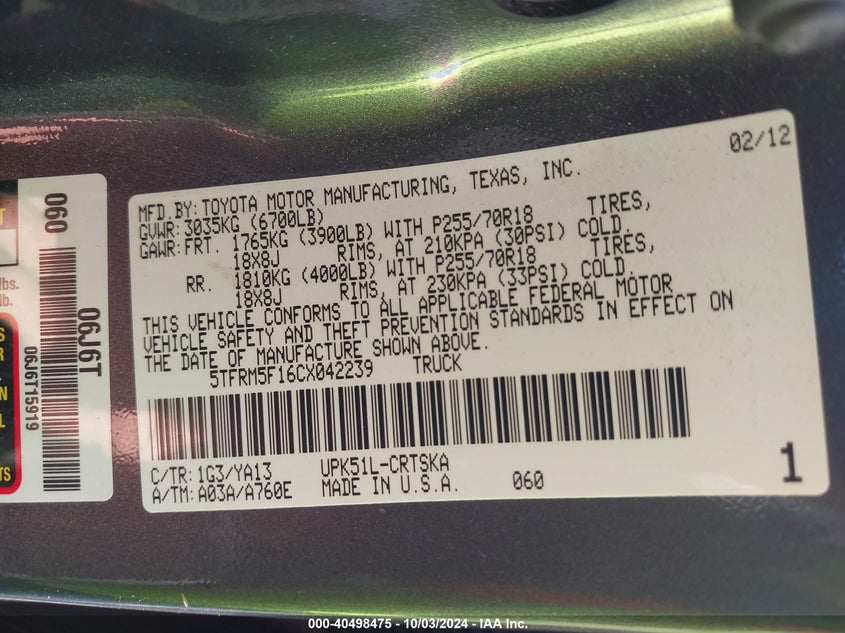 02/12
MFD.BY:TOYOTA MOTOR MANUFACTURING, TEXAS, INC.
GVWR:3035KG (6700LB)
GAWR:FRT. 1765KG (3900LB) WITH P255/70R18 TIRES,
18X8J RIMS, AT 210KPA (30PSI) COLD.
RR. 1810KG (4000LB) WITH P255/70R18 TIRES,
18X8J RIMS, AT 230KPA (33PSI) COLD.
THIS VEHICLE CONFORMS TO ALL APPLICABLE FEDERAL MOTOR
VEHICLE SAFETY AND THEFT PREVENTION STANDARDS IN EFFECT ON
THE DATE OF MANUFACTURE SHOWN ABOVE.
5TFRM5F16CX042239 TRUCK
C/TR:1G3/YA13 UPK51L-CRTSKA
A/TM:A03A/A760E MADE IN U.S.A. 060
1
060
06J6T
06J6T15919
lbs.
lb.
000-40498475 - 10/03/2024 - IAA Inc.